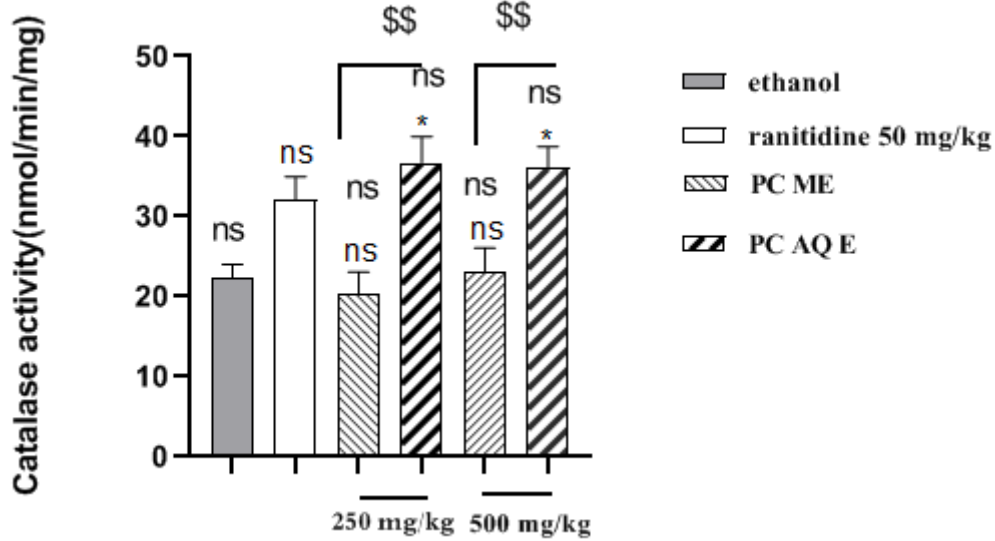 Catalase activity(nmol/min/mg)
50
40
30
20
10
0
$$
$$
ns
ns
ns
*
ns
ns
ns
ns
ns
*
250 mg/kg
500 mg/kg
ethanol
ranitidine 50 mg/kg
PC ME
PC AQ E